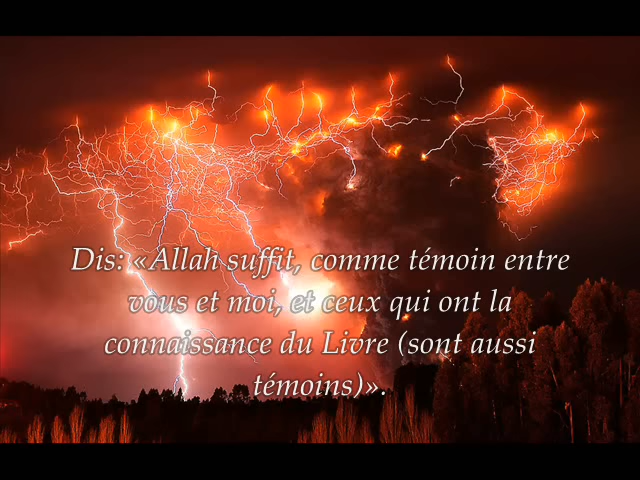 Dis: «Allah suffit, comme témoin entre
vous et moi, et ceux qui ont la
connaissance du Livre (sont aussi
témoins)».